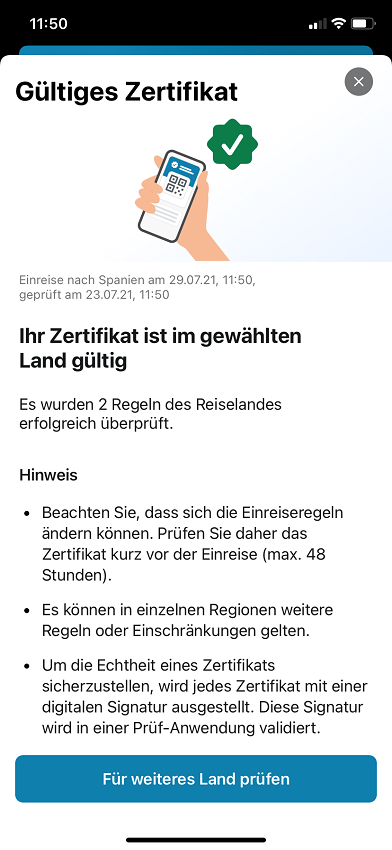 11:50
Gültiges Zertifikat
Einreise nach Spanien am 29.07.21, 11:50,
geprüft am 23.07.21, 11:50
Ihr Zertifikat ist im gewählten
Land gültig
Es wurden 2 Regeln des Reiselandes
erfolgreich überprüft.
Hinweis
• Beachten Sie, dass sich die Einreiseregeln
ändern können. Prüfen Sie daher das
Zertifikat kurz vor der Einreise (max. 48
Stunden).
• Es können in einzelnen Regionen weitere
Regeln oder Einschränkungen gelten.
• Um die Echtheit eines Zertifikats
sicherzustellen, wird jedes Zertifikat mit einer
digitalen Signatur ausgestellt. Diese Signatur
wird in einer Prüf-Anwendung validiert.
Für weiteres Land prüfen